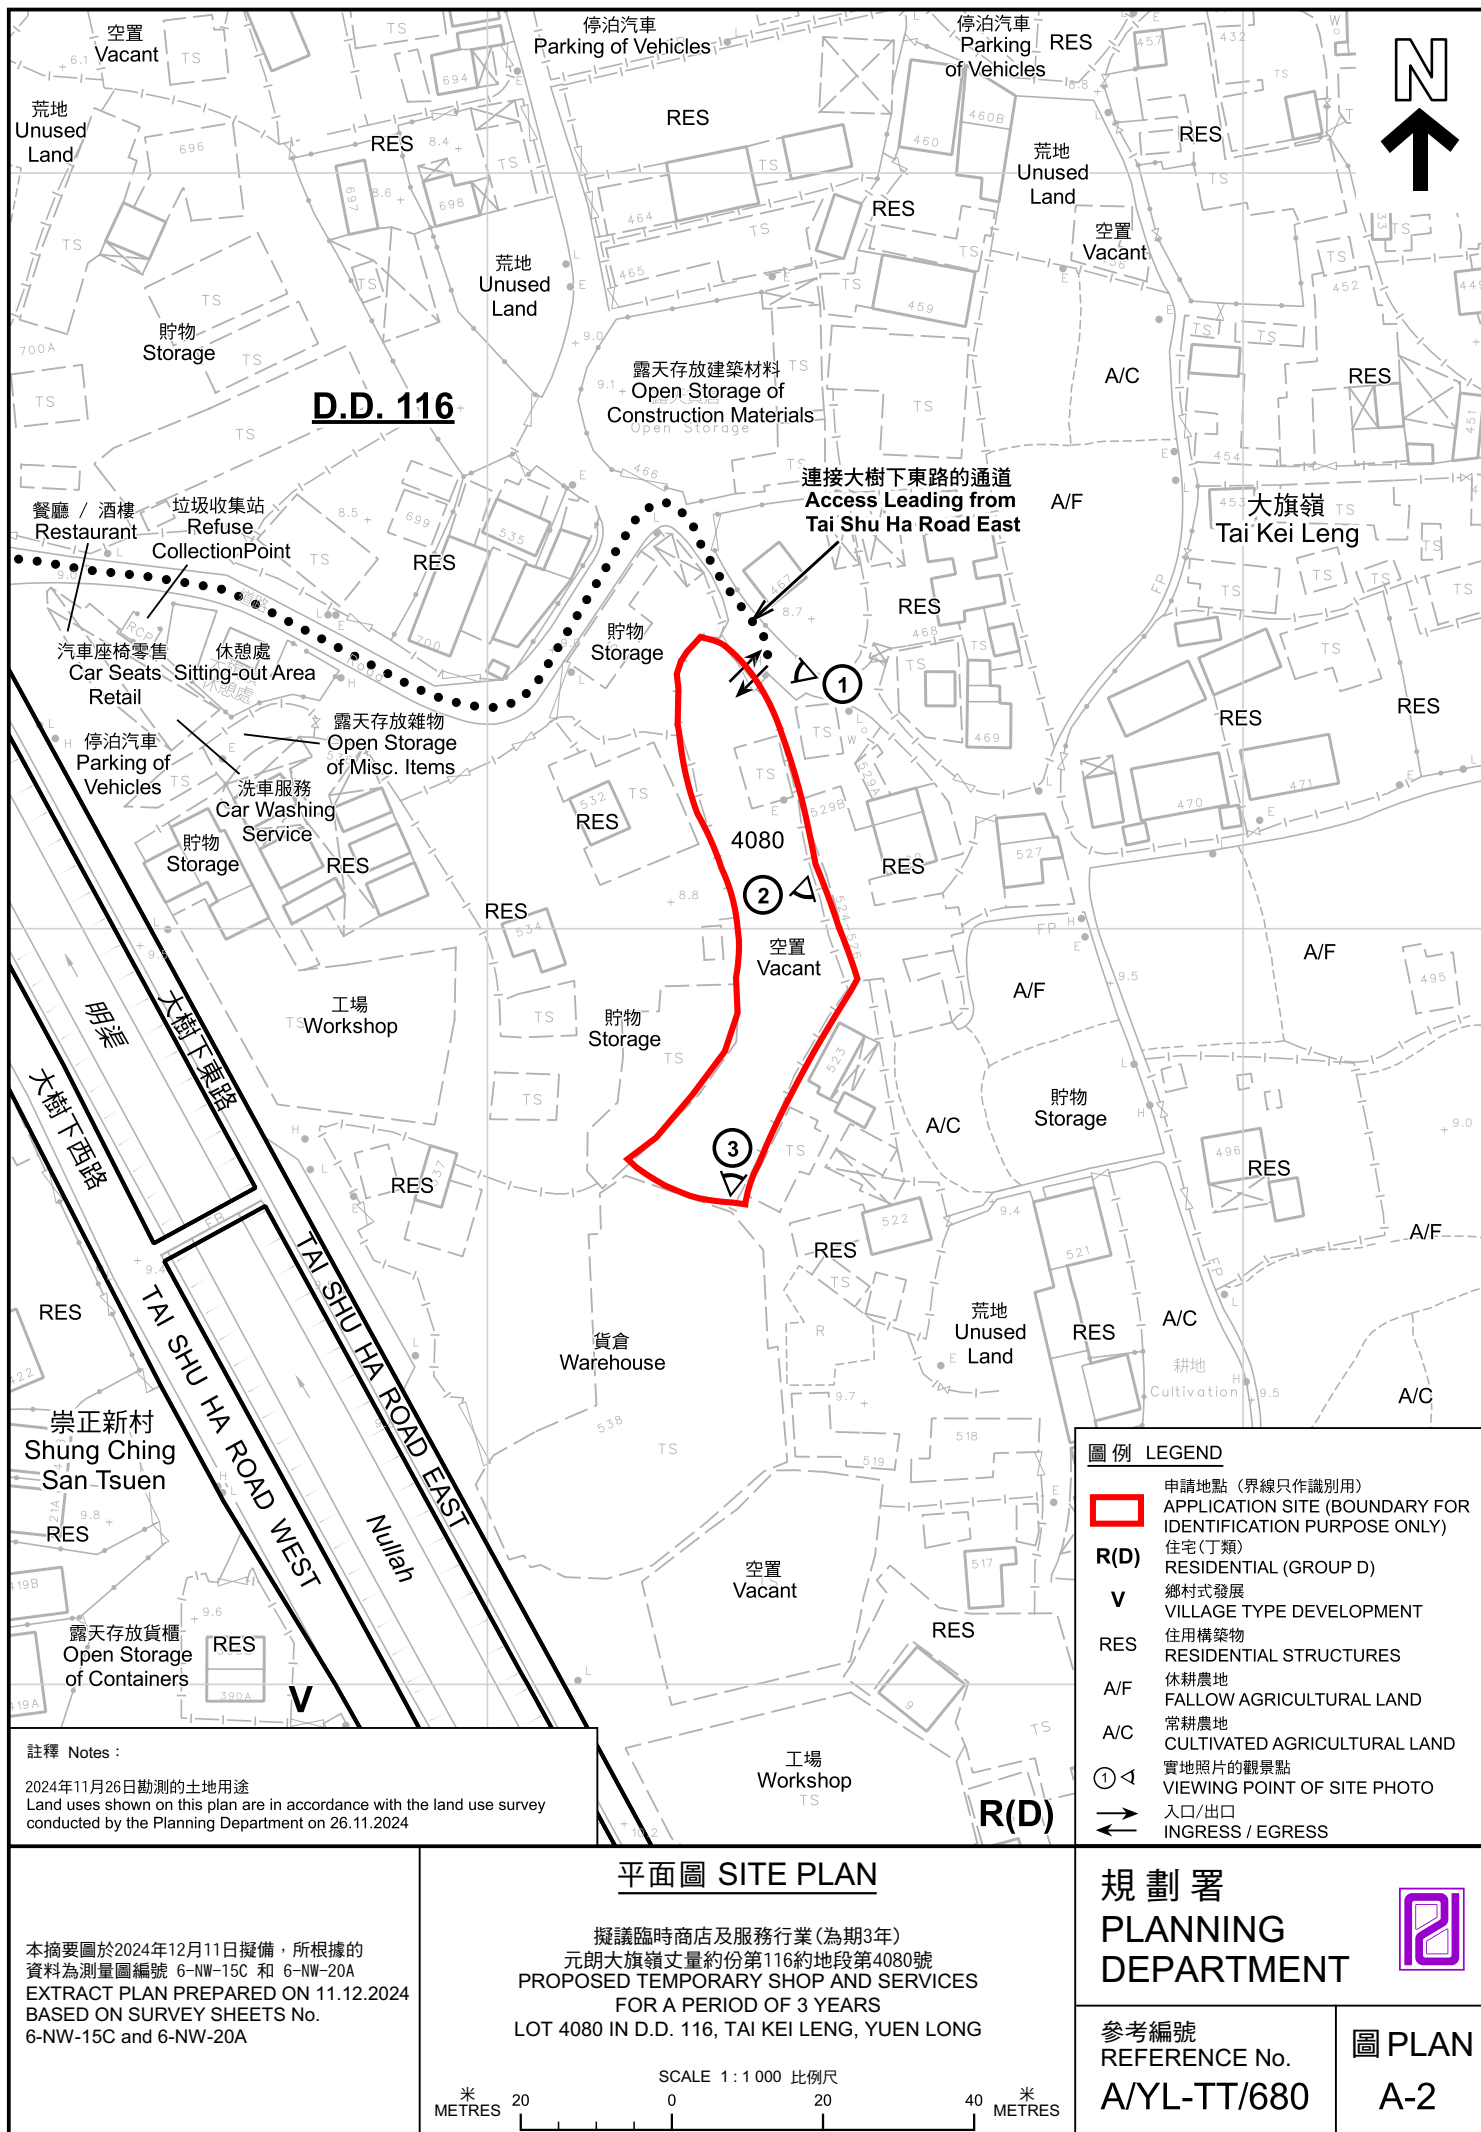 空置
Vacant
停泊汽車
Parking of Vehicles
停泊汽車
Parking
of Vehicles
RES
N
荒地
Unused
Land
RES
RES
荒地
Unused
Land
RES
RES
空置
Vacant
荒地
Unused
Land
貯物
Storage
D.D. 116
露天存放建築材料
Open Storage of
Construction Materials
Open Storage
A/C
RES
連接大樹下東路的通道
Access Leading from
Tai Shu Ha Road East
A/F
大旗嶺
Tai Kei Leng
餐廳 / 酒樓
Restaurant
垃圾收集站
Refuse
CollectionPoint
RES
RES
貯物
Storage
汽車座椅零售
Car Seats
Retail
休憩處
Sitting-out Area
1
RES
RES
停泊汽車
Parking of
Vehicles
露天存放雜物
Open Storage
of Misc. Items
洗車服務
Car Washing
Service
RES
4080
貯物
Storage
RES
RES
2
RES
空置
Vacant
A/F
A/F
工場
Workshop
貯物
Storage
明渠
大樹下東路
大樹下西路
貯物
Storage
A/C
3
RES
RES
RES
A/F
TAI SHU HA ROAD EAST
TAI SHU HA ROAD WEST
Nullah
RES
貨倉
Warehouse
荒地
Unused
Land
RES
A/C
耕地
Cultivation
A/C
崇正新村
Shung Ching
San Tsuen
RES
空置
Vacant
RES
露天存放貨櫃
Open Storage
of Containers
RES
V
工場
Workshop
R(D)
圖例 LEGEND
申請地點 (界線只作識別用)
APPLICATION SITE (BOUNDARY FOR
IDENTIFICATION PURPOSE ONLY)
R(D) 住宅(丁類)
RESIDENTIAL (GROUP D)
V 鄉村式發展
VILLAGE TYPE DEVELOPMENT
RES 住用構築物
RESIDENTIAL STRUCTURES
A/F 休耕農地
FALLOW AGRICULTURAL LAND
A/C 常耕農地
CULTIVATED AGRICULTURAL LAND
1 實地照片的觀景點
VIEWING POINT OF SITE PHOTO
入口/出口
INGRESS / EGRESS
註釋 Notes :
2024年11月26日勘測的土地用途
Land uses shown on this plan are in accordance with the land use survey
conducted by the Planning Department on 26.11.2024
本摘要圖於2024年12月11日擬備，所根據的
資料為測量圖編號 6-NW-15C 和 6-NW-20A
EXTRACT PLAN PREPARED ON 11.12.2024
BASED ON SURVEY SHEETS No.
6-NW-15C and 6-NW-20A
平面圖 SITE PLAN
擬議臨時商店及服務行業(為期3年)
元朗大旗嶺丈量約份第116約地段第4080號
PROPOSED TEMPORARY SHOP AND SERVICES
FOR A PERIOD OF 3 YEARS
LOT 4080 IN D.D. 116, TAI KEI LENG, YUEN LONG
SCALE 1 : 1 000 比例尺
米
METRES
20 0 20 40
米
METRES
規劃署
PLANNING
DEPARTMENT
參考編號
REFERENCE No.
A/YL-TT/680
圖 PLAN
A-2